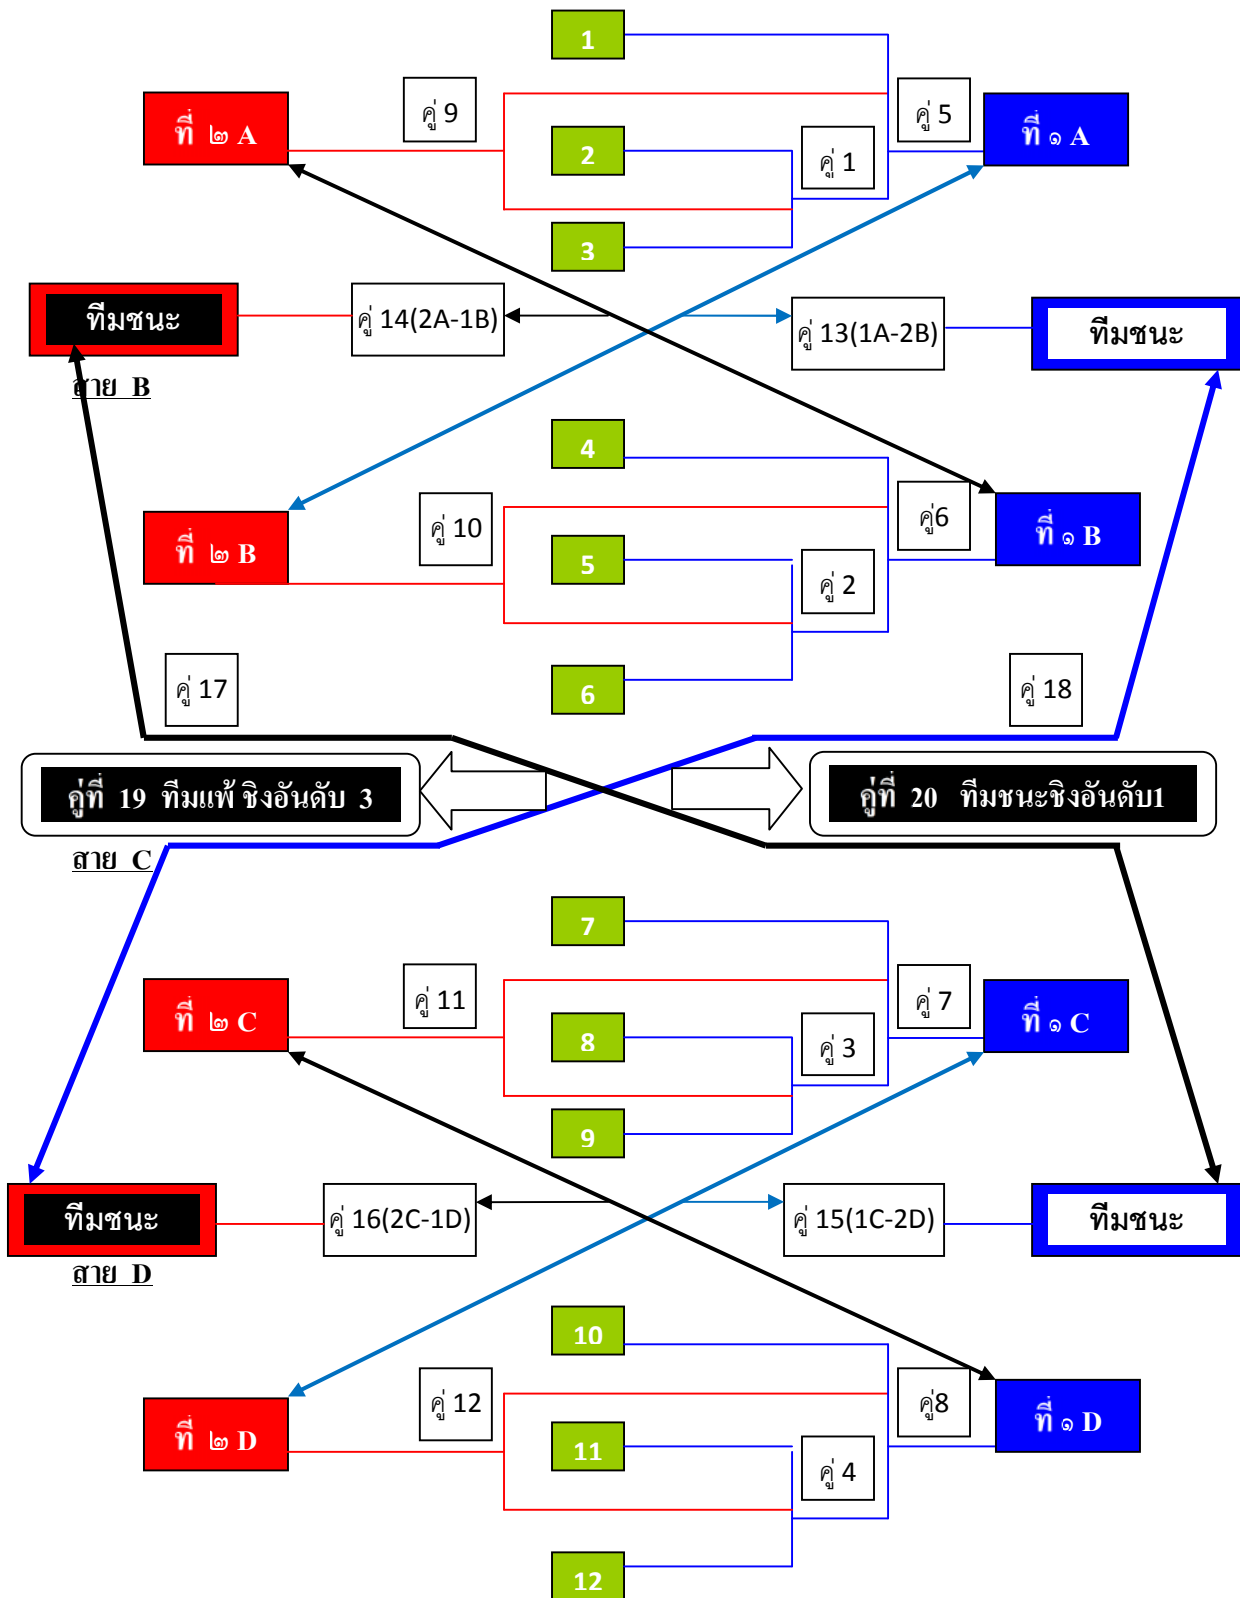 1
คู่ 9
คู่ 5
ที่ ๒ A
ที่ ๑ A
2
คู่ 1
3
ทีมชนะ
คู่ 14(2A-1B)
คู่ 13(1A-2B)
ทีมชนะ
สาย B
4
คู่ 10
คู่6
ที่ ๒ B
ที่ ๑ B
5
คู่ 2
6
คู่ 17
คู่ 18
คู่ที่ 19 ทีมแพ้ ชิงอันดับ 3
คู่ที่ 20 ทีมชนะชิงอันดับ1
สาย C
7
คู่ 11
คู่ 7
ที่ ๒ C
ที่ ๑ C
8
คู่ 3
9
ทีมชนะ
คู่ 16(2C-1D)
คู่ 15(1C-2D)
ทีมชนะ
สาย D
10
คู่ 12
คู่8
ที่ ๒ D
ที่ ๑ D
11
คู่ 4
12